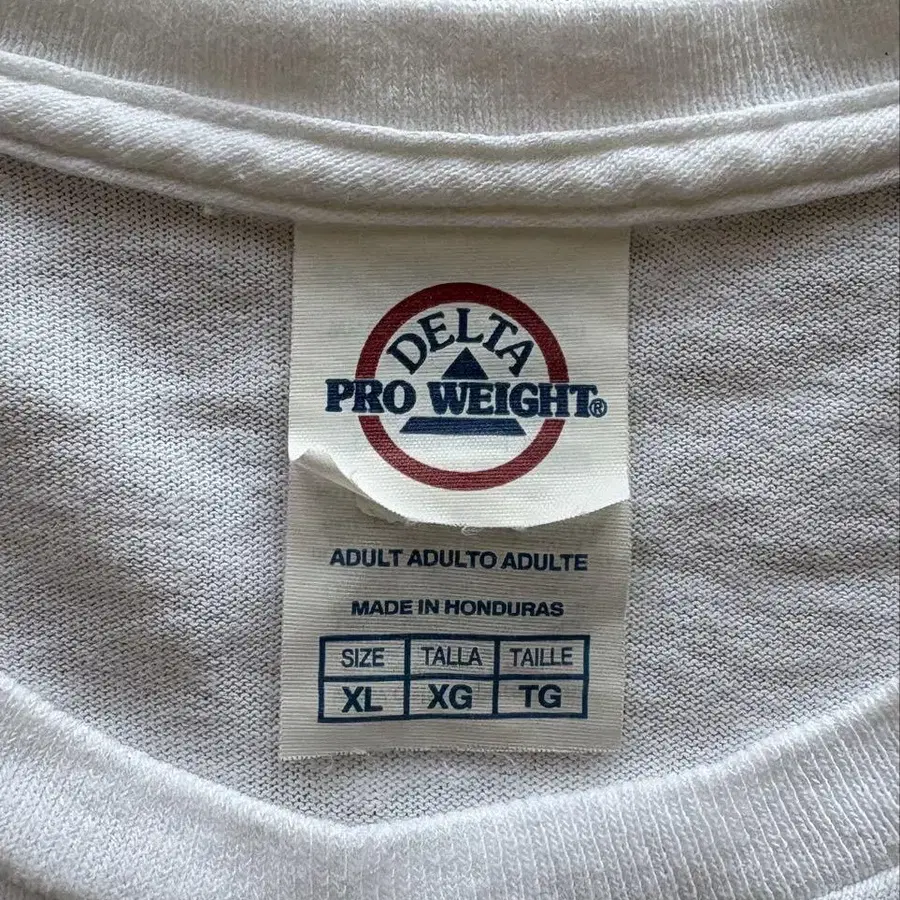 DELTA
PRO WEIGHT®
ADULT ADULTO ADULTE
MADE IN HONDURAS
SIZE TALLA TAILLE
XL XG TG